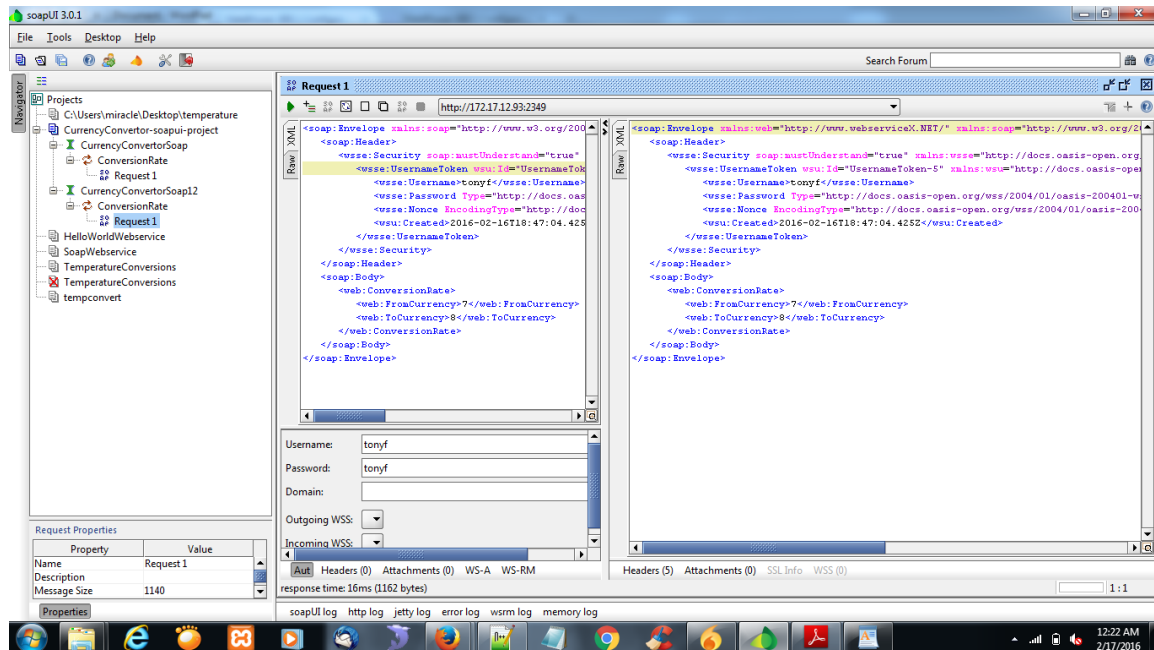 soapUI 3.0.1
File Tools Desktop Help
Search Forum
Navigator
Projects
C:\Users\miracle\Desktop\temperature
CurrencyConvertor-soapui-project
CurrencyConvertorSoap
ConversionRate
Request 1
CurrencyConvertorSoap12
ConversionRate
Request 1
HelloWorldWebservice
SoapWebservice
TemperatureConversions
TemperatureConversions
tempconvert
Request Properties
Property Value
Name Request 1
Description
Message Size 1140
Properties
Request 1
http://172.17.12.93:2349
XML
Raw
<soap:Envelope xmlns:soap="http://www.w3.org/200
<soap:Header>
<wsse:Security soap:mustUnderstand="true"
<wsse:UsernameToken wsu:Id="UsernameTok
<wsse:Username>tonyf</wsse:Username>
<wsse:Password Type="http://docs.oas
<wsse:Nonce EncodingType="http://doc
<wsu:Created>2016-02-16T18:47:04.425
</wsse:UsernameToken>
</wsse:Security>
</soap:Header>
<soap:Body>
<web:ConversionRate>
<web:FromCurrency>7</web:FromCurrency>
<web:ToCurrency>8</web:ToCurrency>
</web:ConversionRate>
</soap:Body>
</soap:Envelope>
Username: tonyf
Password: tonyf
Domain:
Outgoing WSS:
Incoming WSS:
Aut Headers (0) Attachments (0) WS-A WS-RM
response time: 16ms (1162 bytes)
XML
Raw
<soap:Envelope xmlns:web="http://www.webserviceX.NET/" xmlns:soap="http://www.w3.org/2
<soap:Header>
<wsse:Security soap:mustUnderstand="true" xmlns:wsse="http://docs.oasis-open.org
<wsse:UsernameToken wsu:Id="UsernameToken-5" xmlns:wsu="http://docs.oasis-ope
<wsse:Username>tonyf</wsse:Username>
<wsse:Password Type="http://docs.oasis-open.org/wss/2004/01/oasis-200401-w
<wsse:Nonce EncodingType="http://docs.oasis-open.org/wss/2004/01/oasis-200
<wsu:Created>2016-02-16T18:47:04.425Z</wsu:Created>
</wsse:UsernameToken>
</wsse:Security>
</soap:Header>
<soap:Body>
<web:ConversionRate>
<web:FromCurrency>7</web:FromCurrency>
<web:ToCurrency>8</web:ToCurrency>
</web:ConversionRate>
</soap:Body>
</soap:Envelope>
Headers (5) Attachments (0) SSL Info WSS (0)
1:1
soapUI log http log jetty log error log wsrm log memory log
12:22 AM
2/17/2016